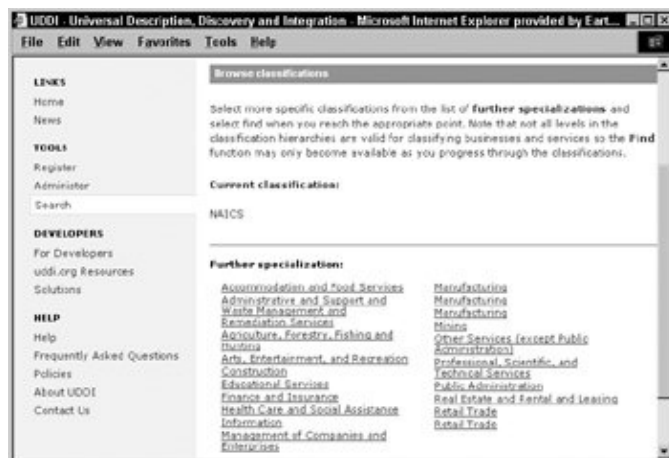 UDDI - Universal Description, Discovery and Integration - Microsoft Internet Explorer provided by Eart...
File Edit View Favorites Tools Help
LINKS
Home
News
TOOLS
Register
Administer
Search
DEVELOPERS
For Developers
uddi.org Resources
Solutions
HELP
Help
Frequently Asked Questions
Policies
About UDDI
Contact Us
Browse classifications
Select more specific classifications from the list of further specializations and
select find when you reach the appropriate point. Note that not all levels in the
classification hierarchies are valid for classifying businesses and services so the Find
function may only become available as you progress through the classifications.
Current classification:
NAICS
Further specialization:
Accommodation and Food Services
Administrative and Support and
Waste Management and
Remediation Services
Agriculture, Forestry, Fishing and
Hunting
Arts, Entertainment, and Recreation
Construction
Educational Services
Finance and Insurance
Health Care and Social Assistance
Information
Management of Companies and
Enterprises
Manufacturing
Manufacturing
Manufacturing
Mining
Other Services (except Public
Administration)
Professional, Scientific, and
Technical Services
Public Administration
Real Estate and Rental and Leasing
Retail Trade
Retail Trade